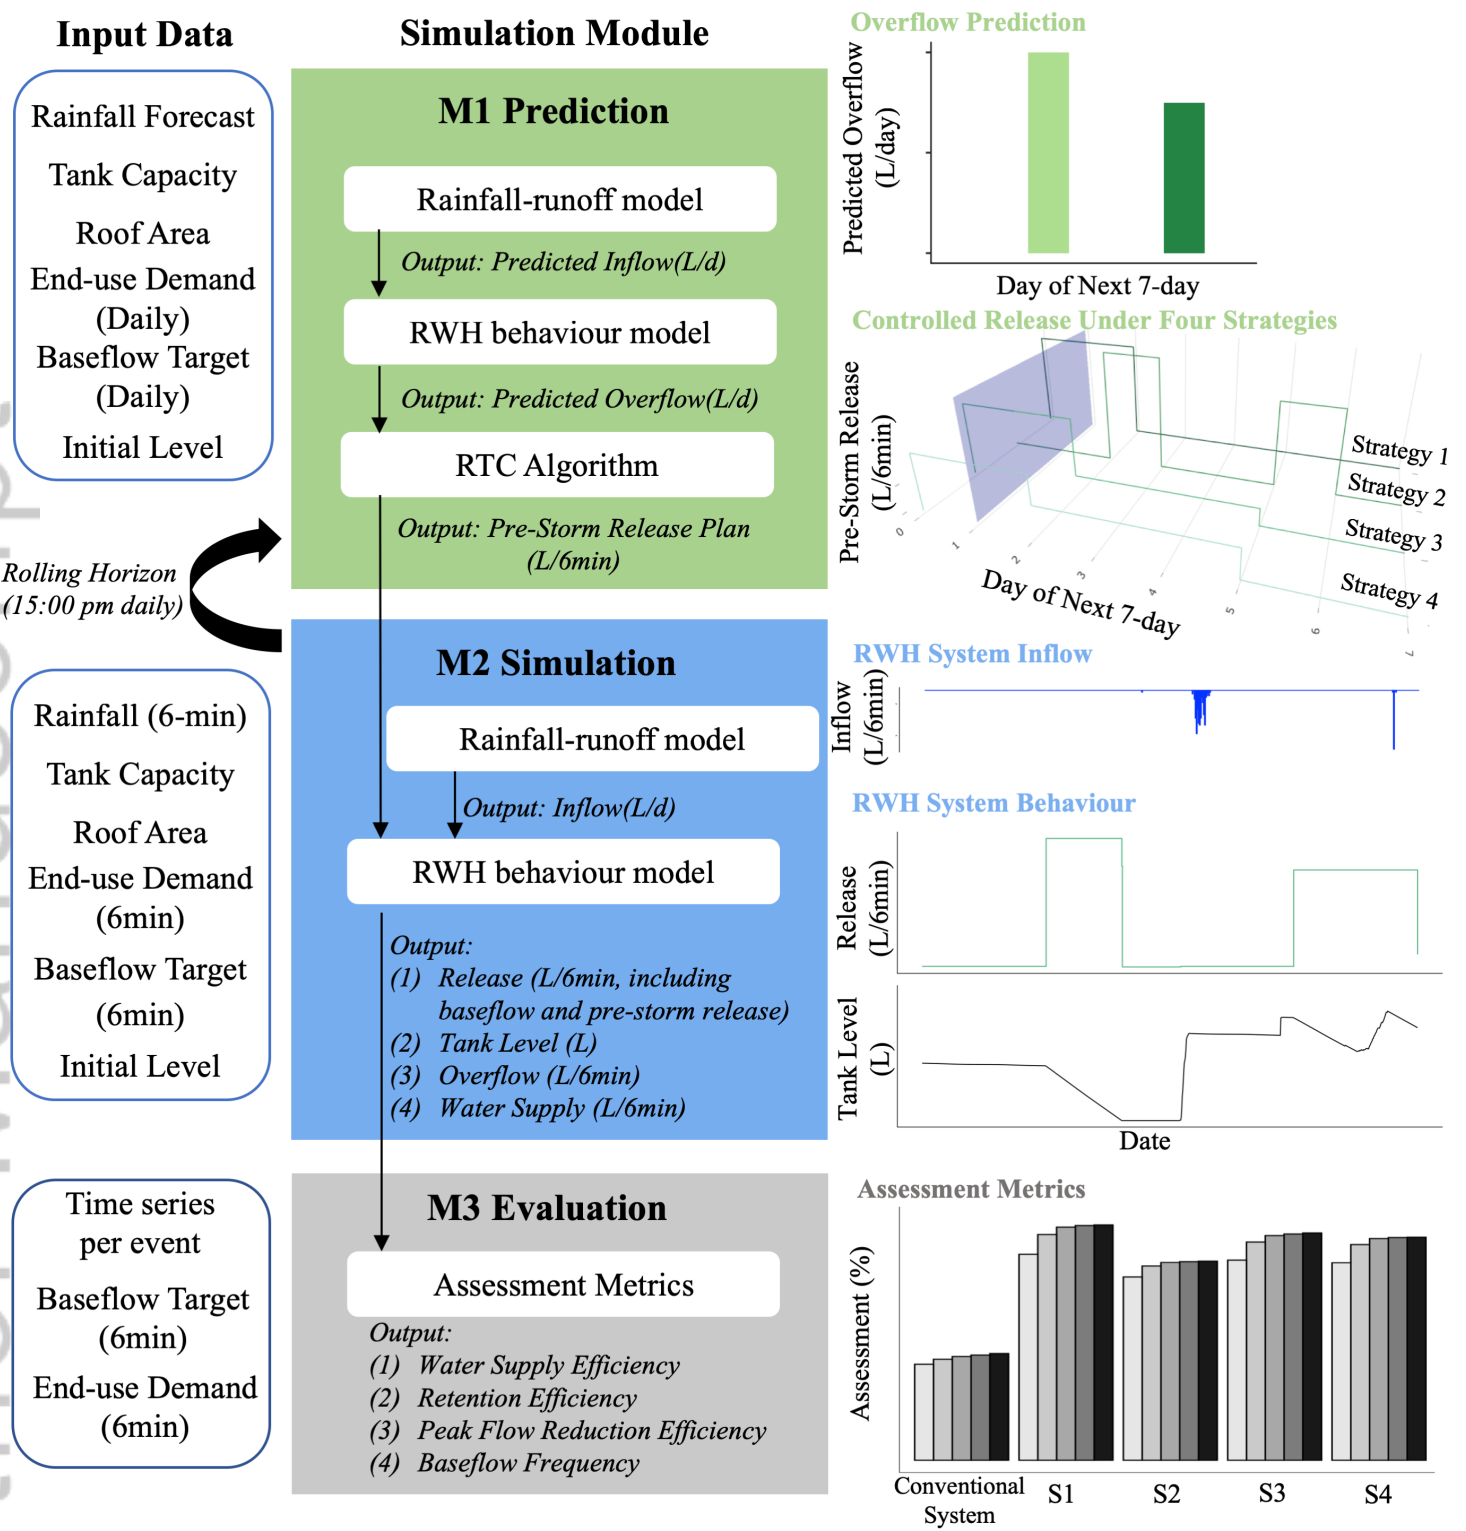 Input Data
Rainfall Forecast
Tank Capacity
Roof Area
End-use Demand
(Daily)
Baseflow Target
(Daily)
Initial Level
Rolling Horizon
(15:00 pm daily)
Rainfall (6-min)
Tank Capacity
Roof Area
End-use Demand
(6min)
Baseflow Target
(6min)
Initial Level
Time series
per event
Baseflow Target
(6min)
End-use Demand
(6min)
Simulation Module
M1 Prediction
Rainfall-runoff model
Output: Predicted Inflow(L/d)
RWH behaviour model
Output: Predicted Overflow(L/d)
RTC Algorithm
Output: Pre-Storm Release Plan
(L/6min)
M2 Simulation
Rainfall-runoff model
Output: Inflow(L/d)
RWH behaviour model
Output:
(1) Release (L/6min, including
baseflow and pre-storm release)
(2) Tank Level (L)
(3) Overflow (L/6min)
(4) Water Supply (L/6min)
M3 Evaluation
Assessment Metrics
Output:
(1) Water Supply Efficiency
(2) Retention Efficiency
(3) Peak Flow Reduction Efficiency
(4) Baseflow Frequency
Overflow Prediction
Predicted Overflow
(L/day)
Day of Next 7-day
Controlled Release Under Four Strategies
Pre-Storm Release
(L/6min)
Strategy 1
Strategy 2
Strategy 3
Strategy 4
0
1
2
3
4
5
6
7
Day of Next 7-day
RWH System Inflow
Inflow
(L/6min)
RWH System Behaviour
Release
(L/6min)
Tank Level
(L)
Date
Assessment Metrics
Assessment (%)
Conventional
System
S1
S2
S3
S4